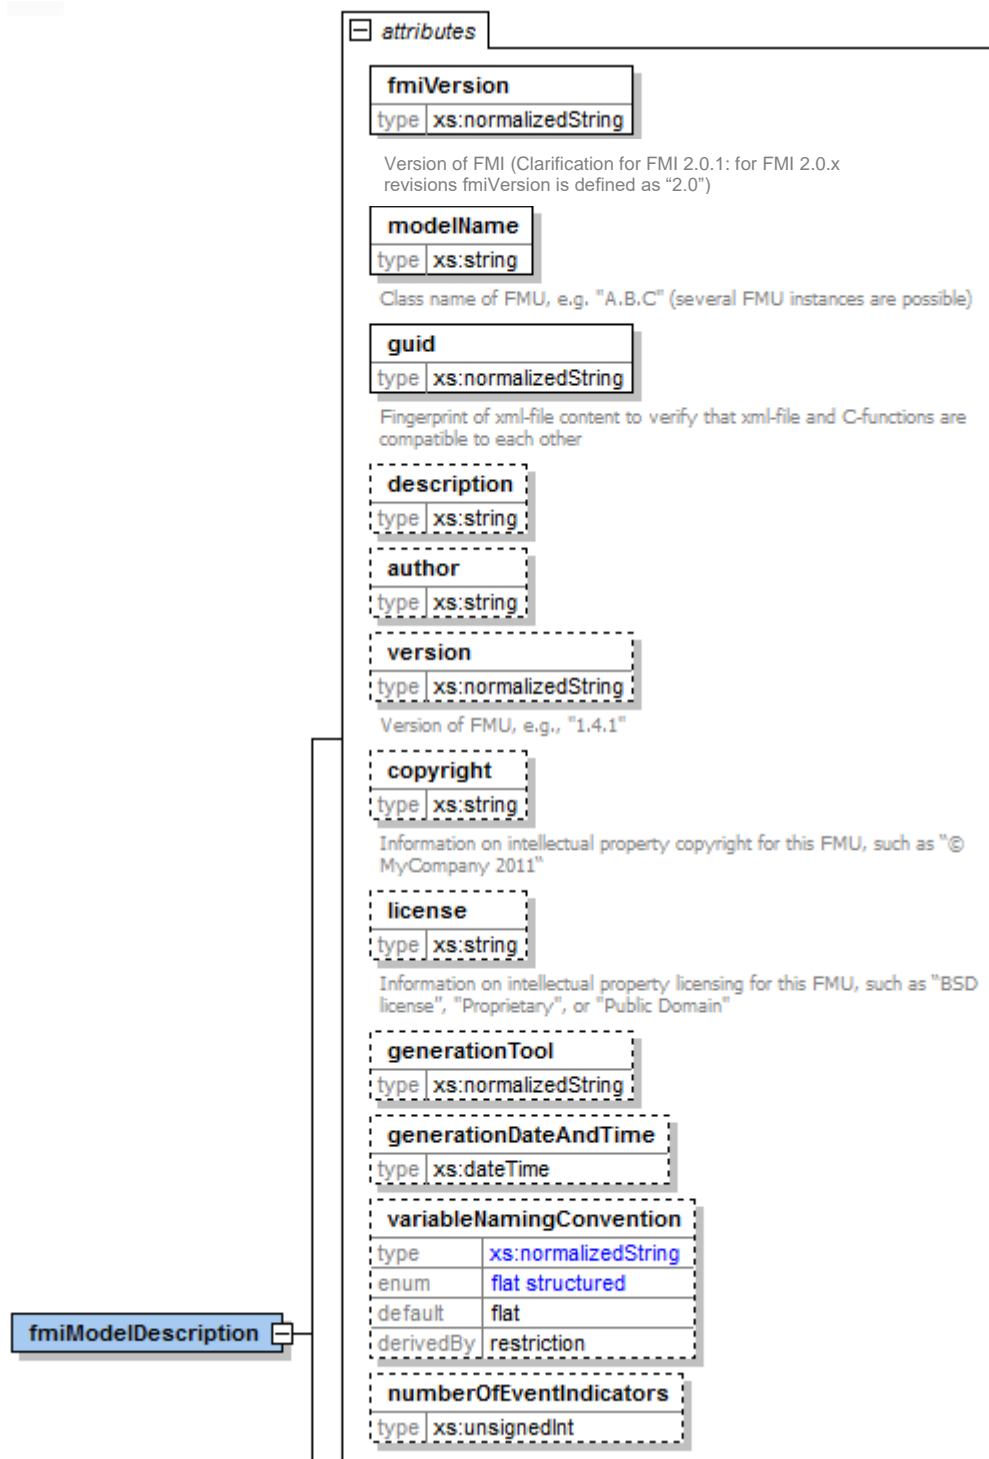 attributes
fmiVersion
type xs:normalizedString
Version of FMI (Clarification for FMI 2.0.1: for FMI 2.0.x
revisions fmiVersion is defined as “2.0”)
modelName
type xs:string
Class name of FMU, e.g. "A.B.C" (several FMU instances are possible)
guid
type xs:normalizedString
Fingerprint of xml-file content to verify that xml-file and C-functions are
compatible to each other
description
type xs:string
author
type xs:string
version
type xs:normalizedString
Version of FMU, e.g., "1.4.1"
copyright
type xs:string
Information on intellectual property copyright for this FMU, such as “©
MyCompany 2011“
license
type xs:string
Information on intellectual property licensing for this FMU, such as “BSD
license”, "Proprietary", or "Public Domain"
generationTool
type xs:normalizedString
generationDateAndTime
type xs:dateTime
variableNamingConvention
type xs:normalizedString
enum flat structured
default flat
derivedBy restriction
fmiModelDescription
numberOfEventIndicators
type xs:unsignedInt